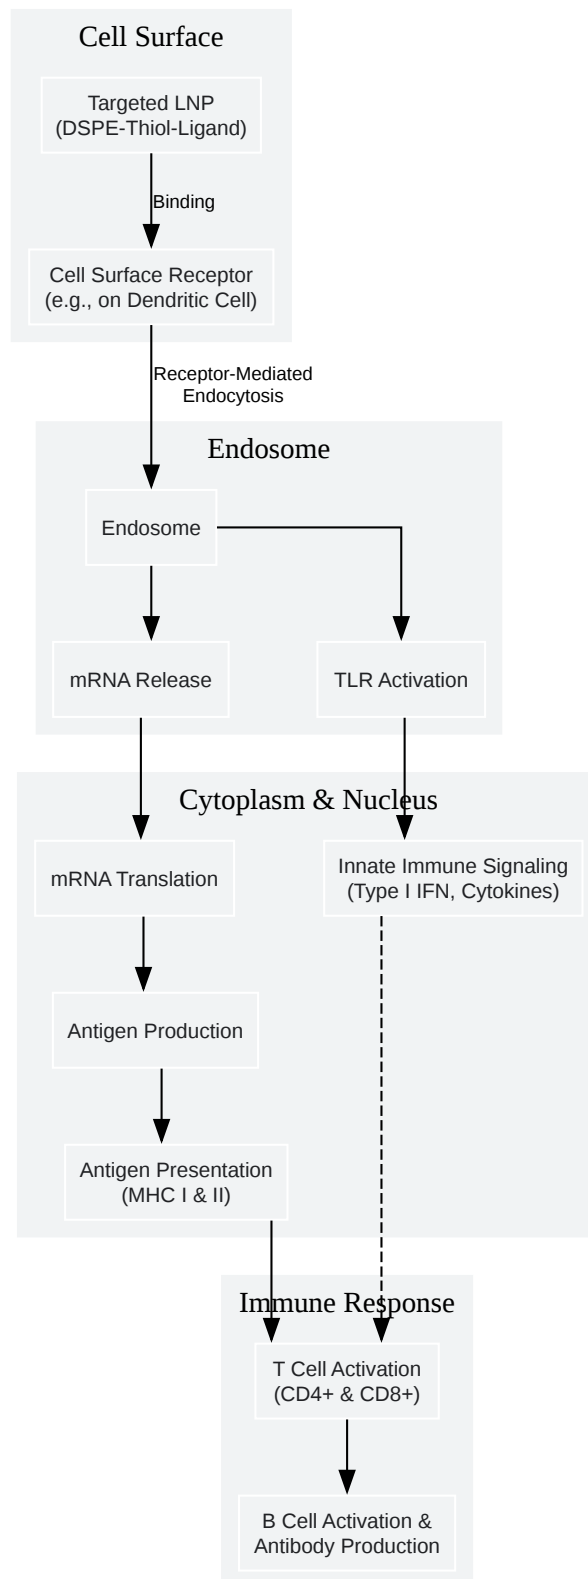 Cell Surface
Targeted LNP
(DSPE-Thiol-Ligand)
Binding
Cell Surface Receptor
(e.g., on Dendritic Cell)
Receptor-Mediated
Endocytosis
Endosome
Endosome
mRNA Release
TLR Activation
Cytoplasm & Nucleus
mRNA Translation
Innate Immune Signaling
(Type I IFN, Cytokines)
Antigen Production
Antigen Presentation
(MHC I & II)
Immune Response
T Cell Activation
(CD4+ & CD8+)
B Cell Activation &
Antibody Production